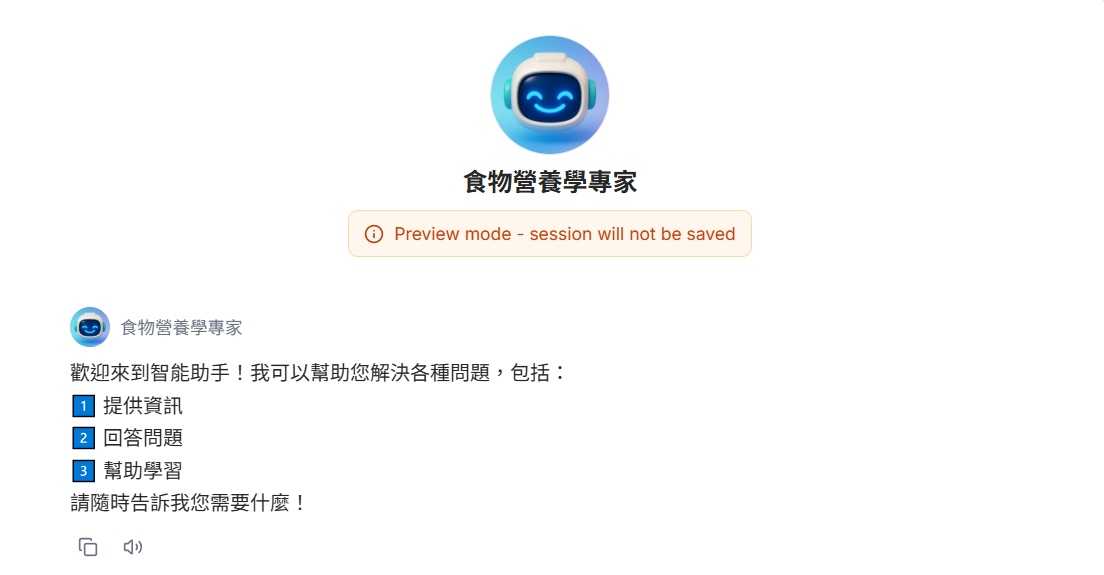 食物營養學專家
Preview mode - session will not be saved
食物營養學專家
歡迎來到智能助手！我可以幫助您解決各種問題，包括：
1 提供資訊
2 回答問題
3 幫助學習
請隨時告訴我您需要什麼！